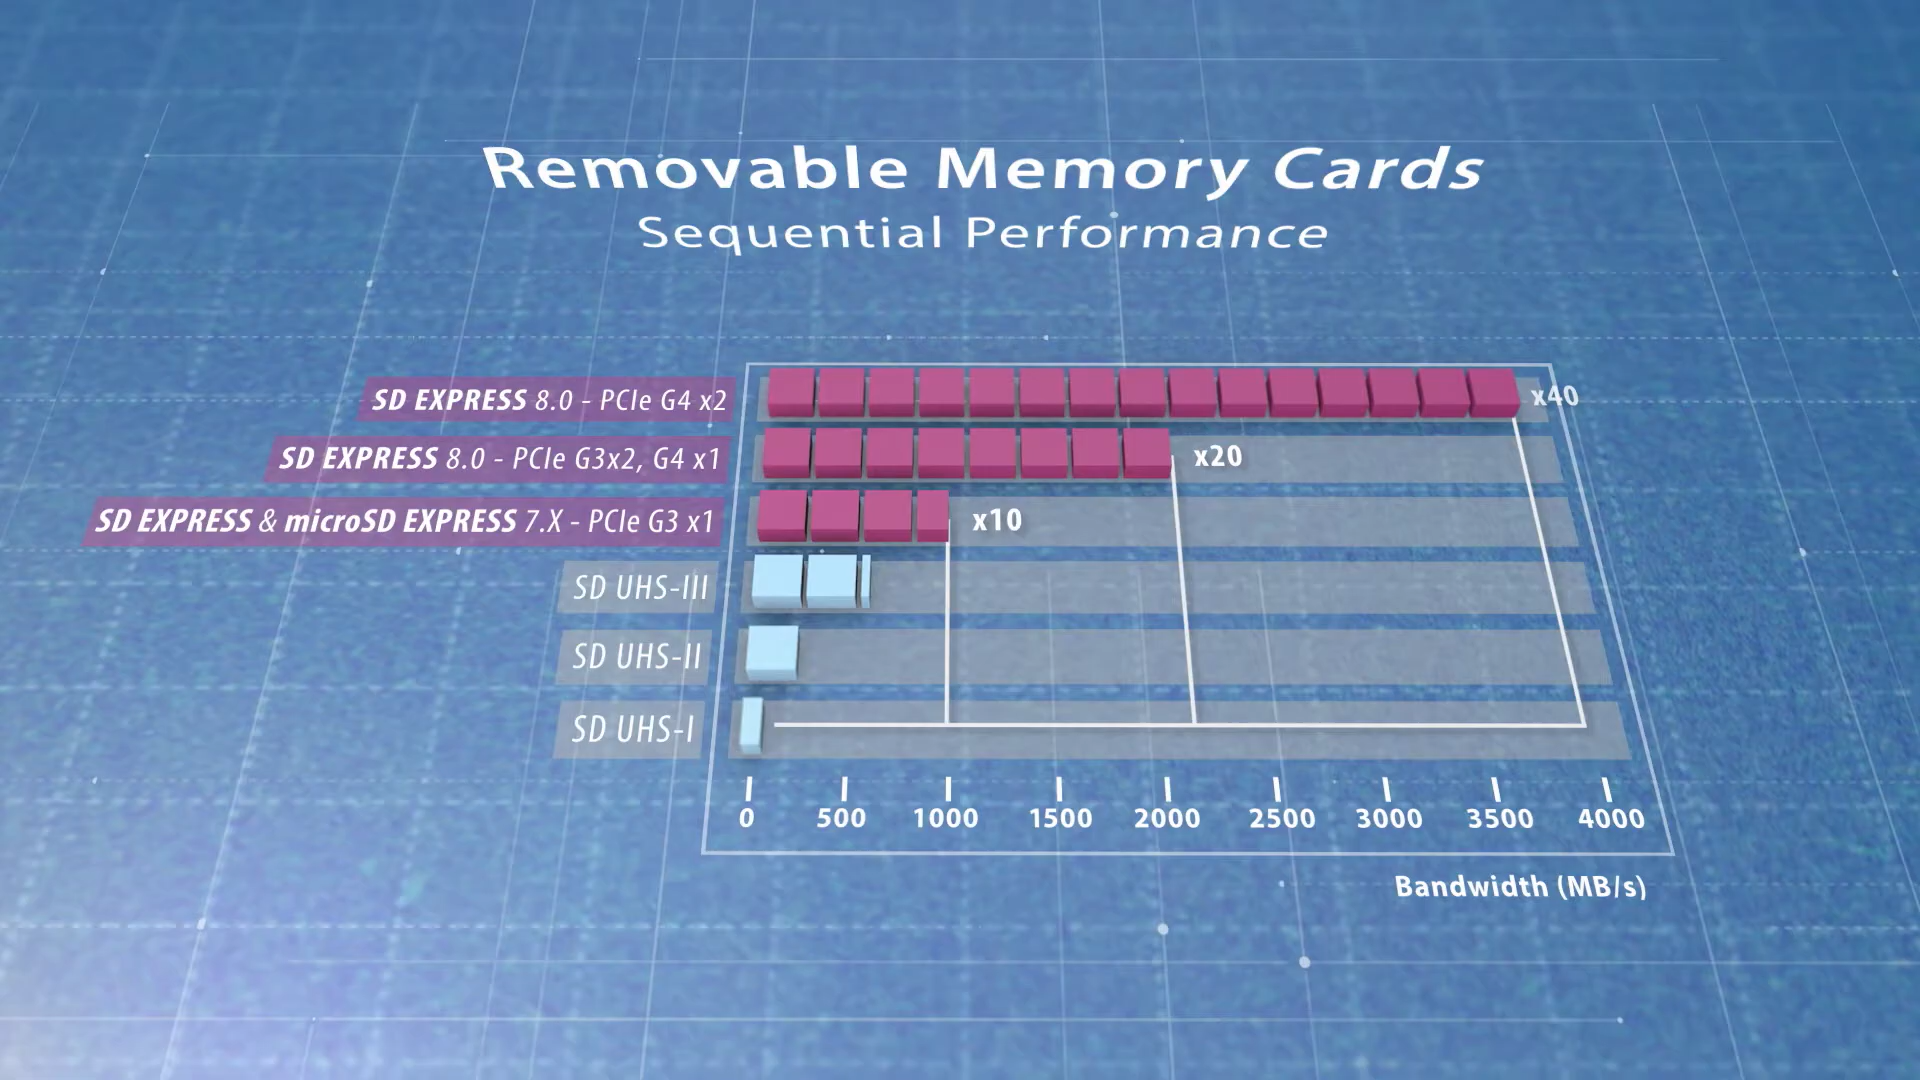 Removable Memory Cards
Sequential Performance
SD EXPRESS 8.0 - PCIe G4 x2
x40
SD EXPRESS 8.0 - PCIe G3x2, G4 x1
x20
SD EXPRESS & microSD EXPRESS 7.X - PCIe G3 x1
x10
SD UHS-III
SD UHS-II
SD UHS-I
0 500 1000 1500 2000 2500 3000 3500 4000
Bandwidth (MB/s)